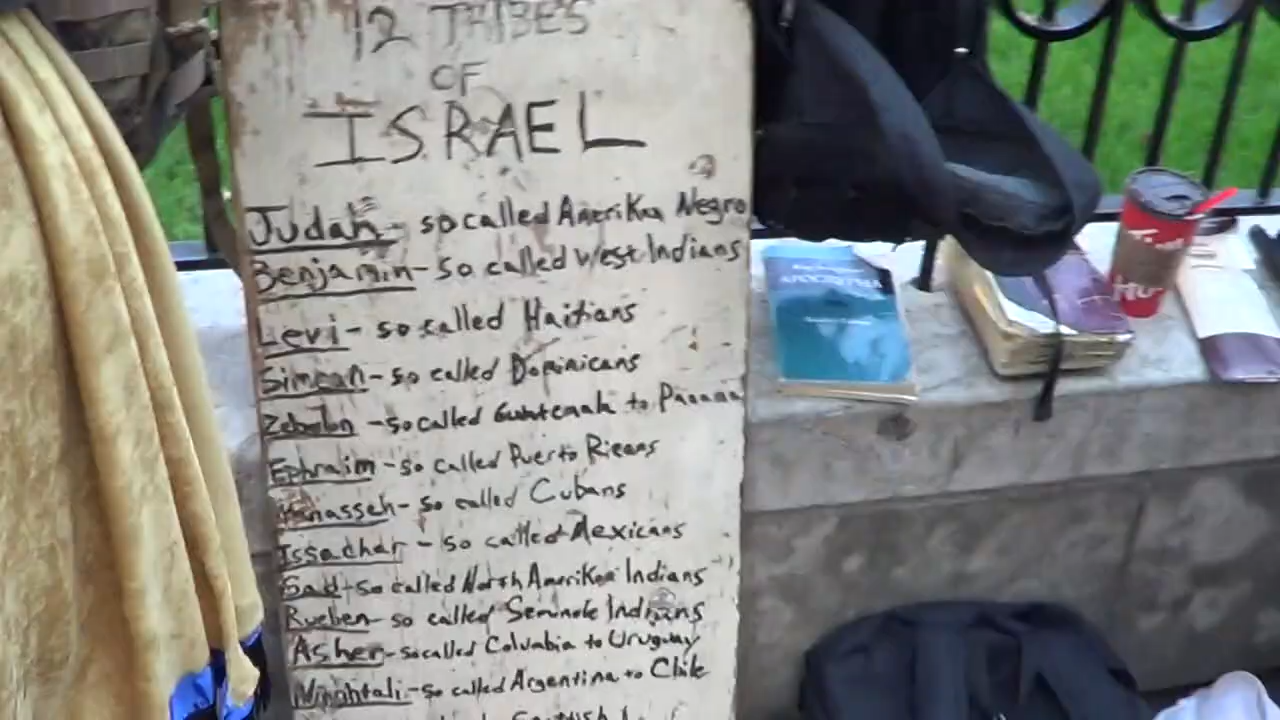 12 TRIBES
OF
ISRAEL
Judah - so called AmeriKan Negro
Benjamin - so called West Indians
Levi - so called Haitians
Simean - so called Dominicans
Zebolon - so called Guatemala to Panama
Ephraim - so called Puerto Ricans
Manasseh - so called Cubans
Issachar - so called Mexicans
Gad - so called North AmeriKan Indians
Rueben - so called Seminole Indians
Asher - so called Columbia to Uruguay
Niphtali - so called Argentina to Chile